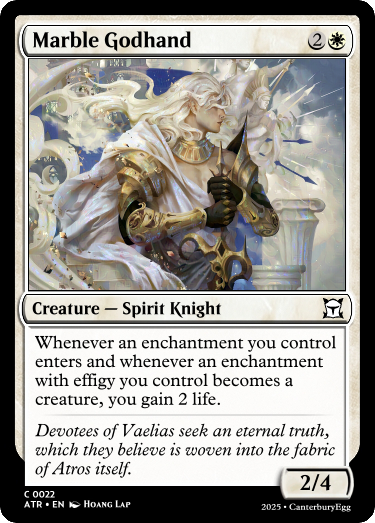 Marble Godhand 2
Creature — Spirit Knight
Whenever an enchantment you control
enters and whenever an enchantment
with effigy you control becomes a
creature, you gain 2 life.
Devotees of Vaelias seek an eternal truth,
which they believe is woven into the fabric
of Atros itself.
2/4
C 0022
ATR • EN Hoang Lap
2025 • CanterburyEgg